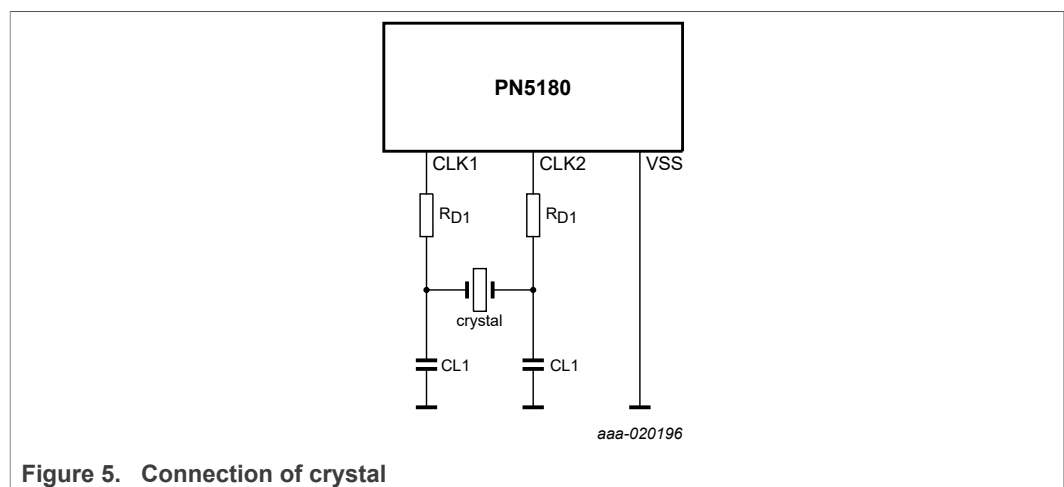 PN5180
CLK1 CLK2 VSS
RD1 RD1
crystal
CL1 CL1
aaa-020196
Figure 5. Connection of crystal